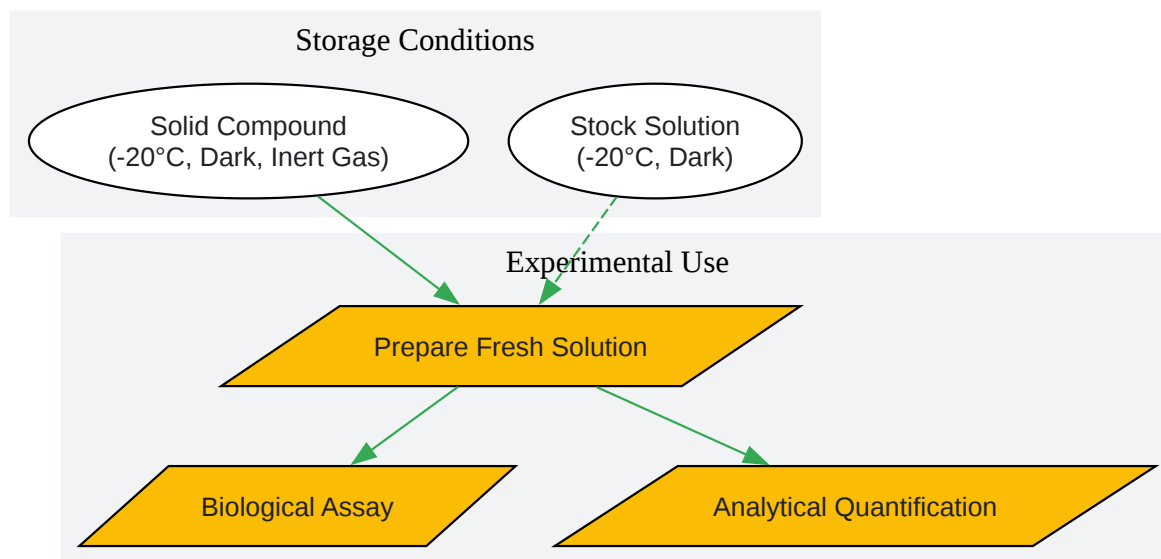 Storage Conditions
Solid Compound
(-20°C, Dark, Inert Gas)
Stock Solution
(-20°C, Dark)
Experimental Use
Prepare Fresh Solution
Biological Assay
Analytical Quantification